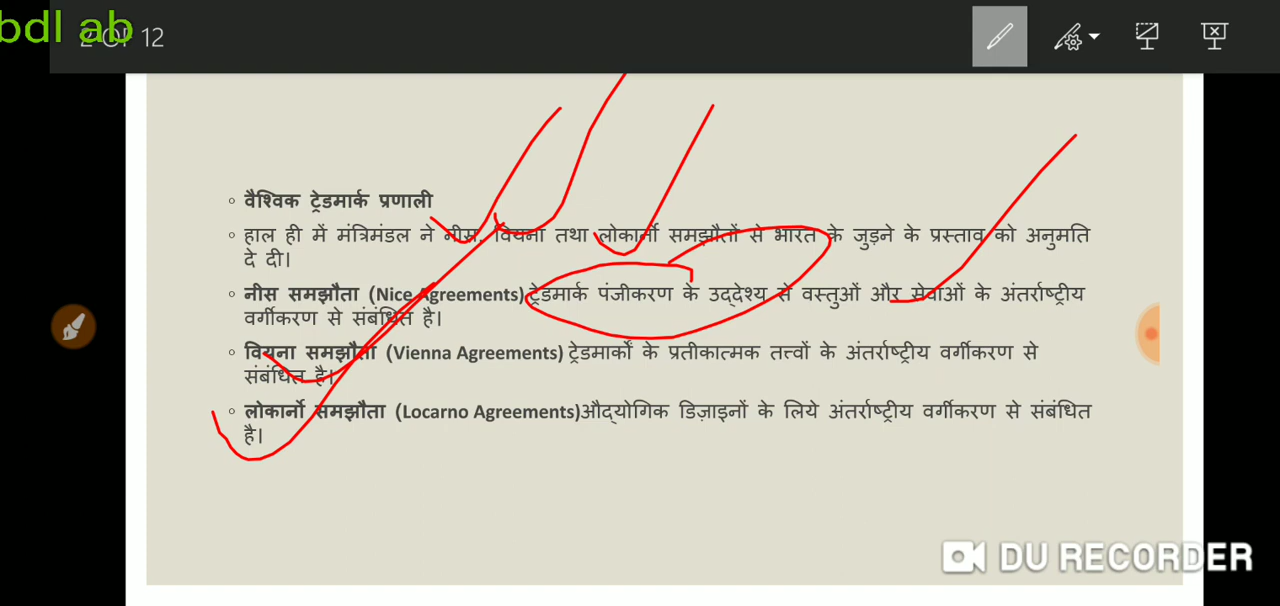 bdl ab
2 OF 12
वैश्विक ट्रेडमार्क प्रणाली
हाल ही में मंत्रिमंडल ने नीस, वियना तथा लोकार्नो समझौतों से भारत के जुड़ने के प्रस्ताव को अनुमति
दे दी।
नीस समझौता (Nice Agreements) ट्रेडमार्क पंजीकरण के उद्देश्य से वस्तुओं और सेवाओं के अंतर्राष्ट्रीय
वर्गीकरण से संबंधित है।
वियना समझौता (Vienna Agreements) ट्रेडमार्कों के प्रतीकात्मक तत्त्वों के अंतर्राष्ट्रीय वर्गीकरण से
संबंधित है।
लोकार्नो समझौता (Locarno Agreements)औद्योगिक डिज़ाइनों के लिये अंतर्राष्ट्रीय वर्गीकरण से संबंधित
है।
DU RECORDER